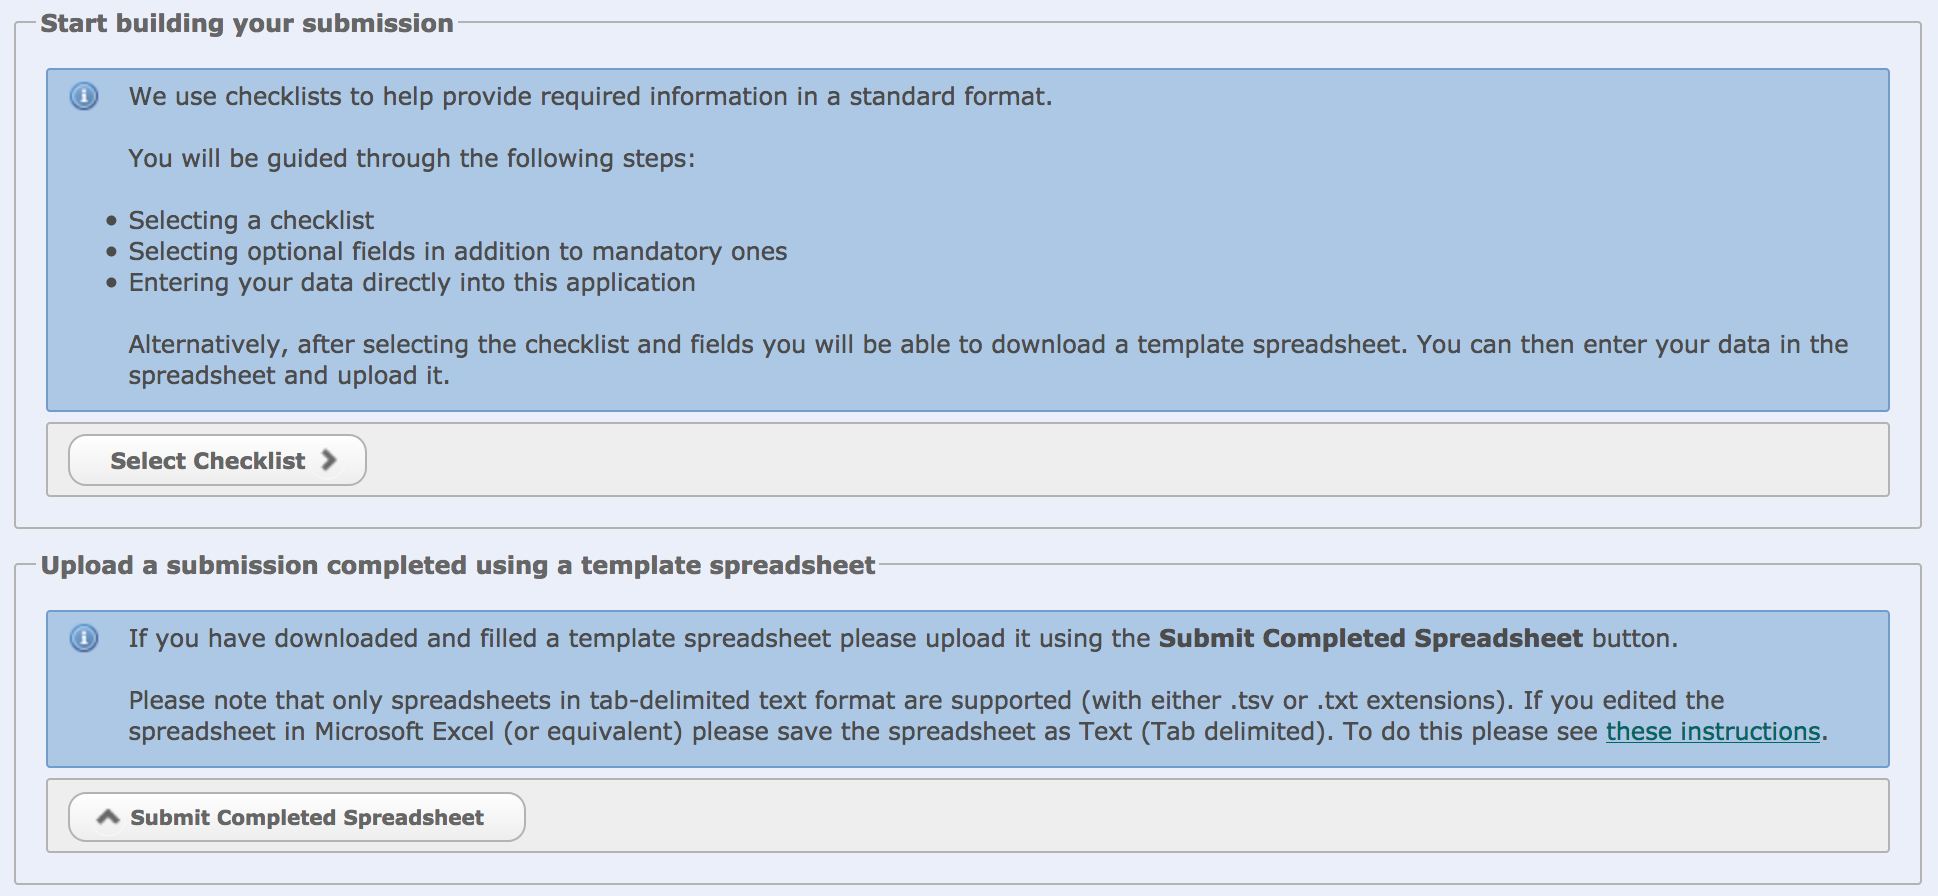 Start building your submission
We use checklists to help provide required information in a standard format.
You will be guided through the following steps:
• Selecting a checklist
• Selecting optional fields in addition to mandatory ones
• Entering your data directly into this application
Alternatively, after selecting the checklist and fields you will be able to download a template spreadsheet. You can then enter your data in the
spreadsheet and upload it.
Select Checklist
Upload a submission completed using a template spreadsheet
If you have downloaded and filled a template spreadsheet please upload it using the Submit Completed Spreadsheet button.
Please note that only spreadsheets in tab-delimited text format are supported (with either .tsv or .txt extensions). If you edited the
spreadsheet in Microsoft Excel (or equivalent) please save the spreadsheet as Text (Tab delimited). To do this please see these instructions.
Submit Completed Spreadsheet